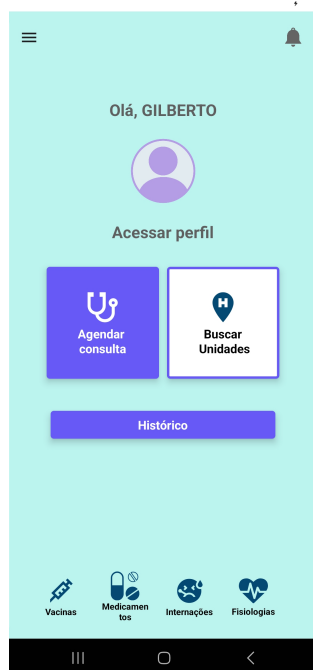 Olá, GILBERTO
Acessar perfil
Agendar
consulta
Buscar
Unidades
Histórico
Vacinas
Medicamen
tos
Internações
Fisiologias